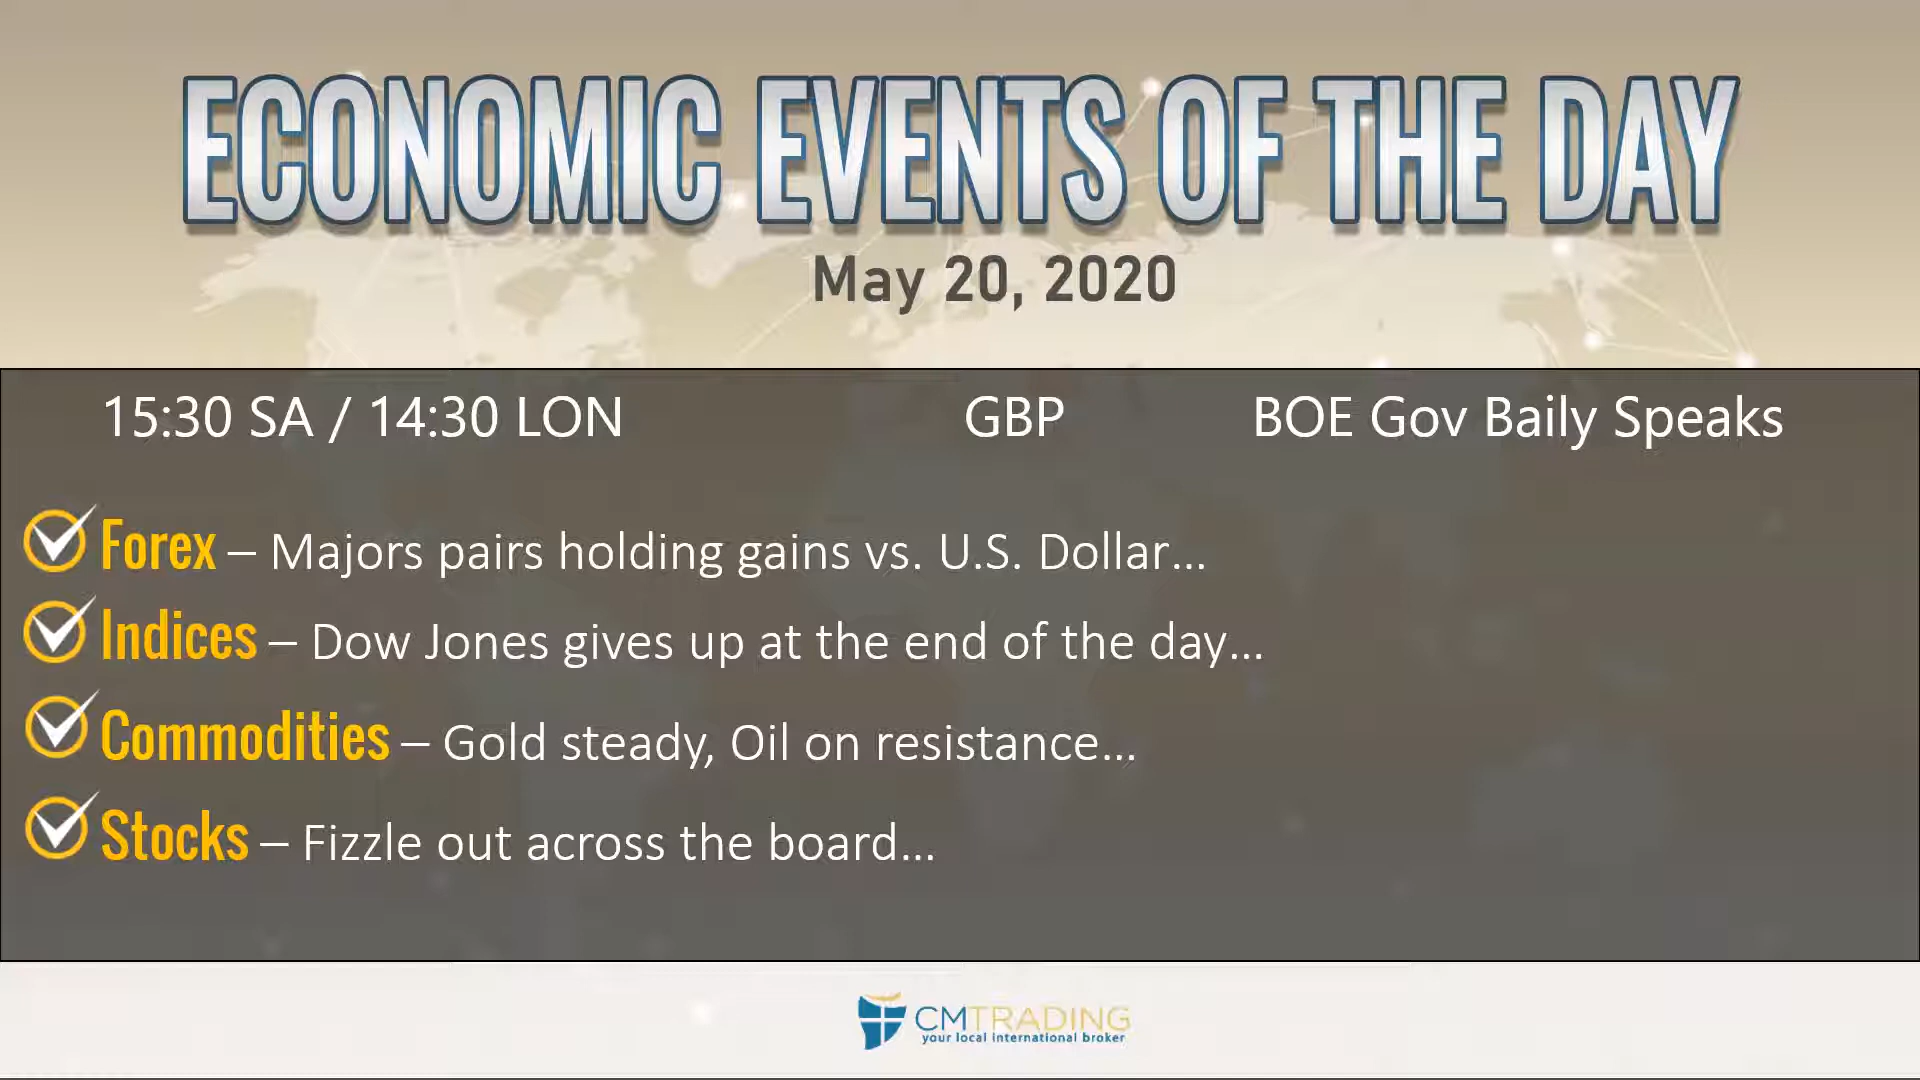 ECONOMIC EVENTS OF THE DAY
May 20, 2020
15:30 SA / 14:30 LON GBP BOE Gov Baily Speaks
Forex – Majors pairs holding gains vs. U.S. Dollar...
Indices – Dow Jones gives up at the end of the day...
Commodities – Gold steady, Oil on resistance...
Stocks – Fizzle out across the board...
CMTRADING
your local international broker